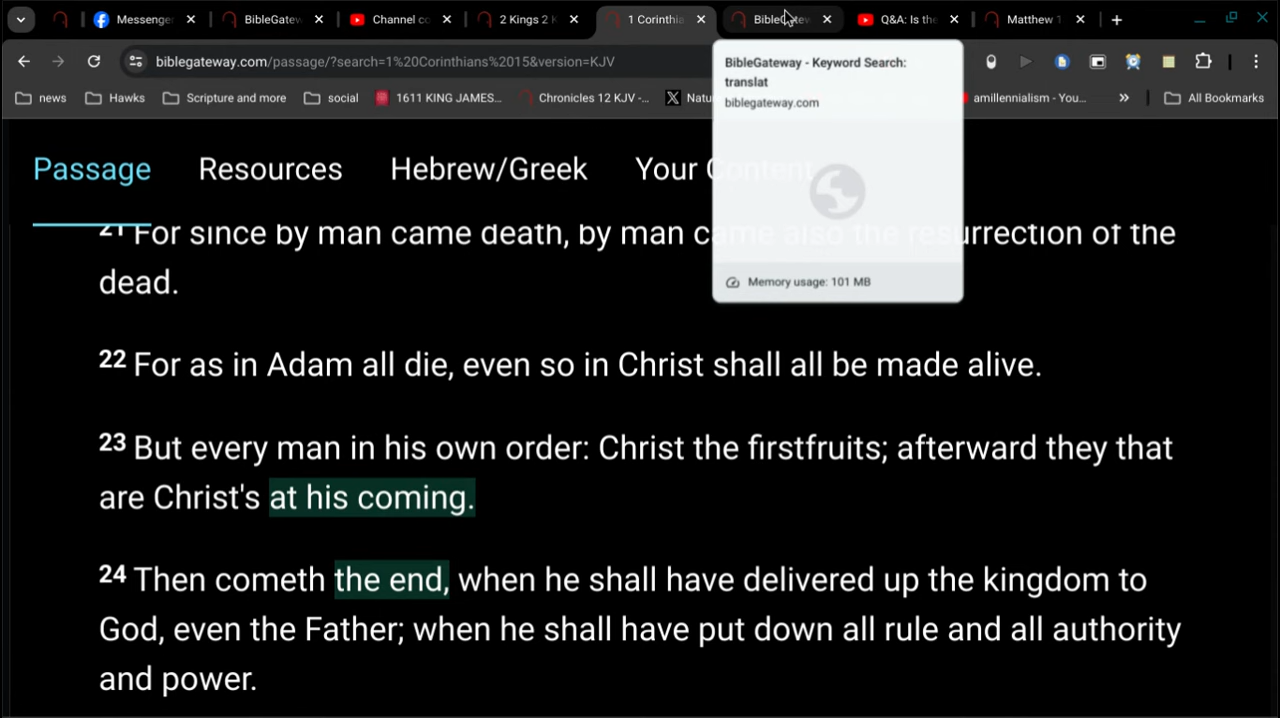 Messenger
BibleGatew
Channel co
2 Kings 2 K
1 Corinthia
BibleGatew
Q&A: Is the
Matthew 1
biblegateway.com/passage/?search=1%20Corinthians%2015&version=KJV
news
Hawks
Scripture and more
social
1611 KING JAMES...
Chronicles 12 KJV -...
Natu
amillennialism - You...
All Bookmarks
BibleGateway - Keyword Search:
translat
biblegateway.com
Memory usage: 101 MB
Passage
Resources
Hebrew/Greek
Your Content
21 For since by man came death, by man came also the resurrection of the
dead.
22 For as in Adam all die, even so in Christ shall all be made alive.
23 But every man in his own order: Christ the firstfruits; afterward they that
are Christ's at his coming.
24 Then cometh the end, when he shall have delivered up the kingdom to
God, even the Father; when he shall have put down all rule and all authority
and power.